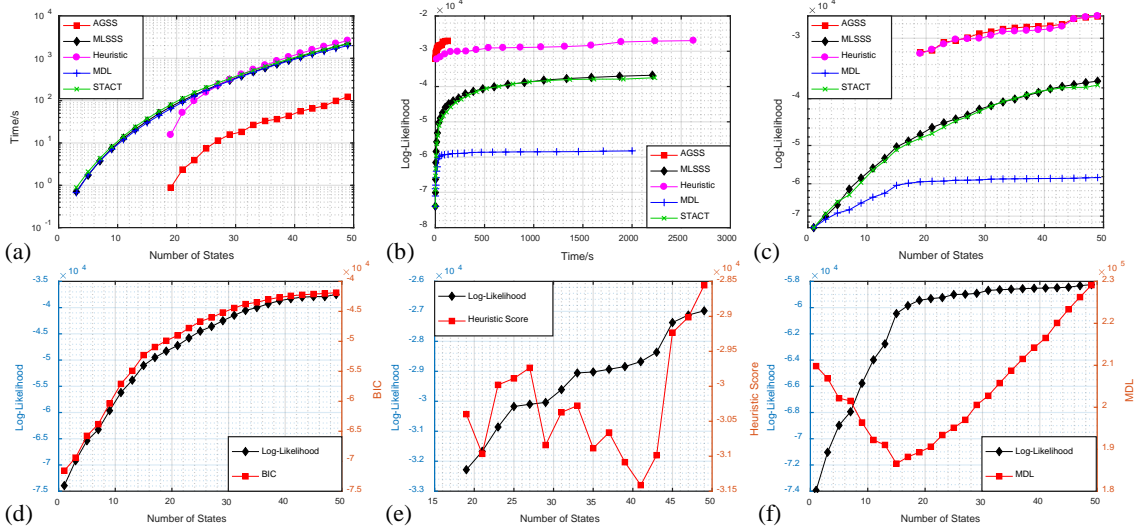 AGSS
MLSSS
Heuristic
MDL
STACT
10^4
10^3
10^2
10^1
10^0
10^-1
Time/s
0 10 20 30 40 50
Number of States
(a)
×10^4
-2
-3
-4
-5
-6
-7
-8
Log-Likelihood
AGSS
MLSSS
Heuristic
MDL
STACT
0 500 1000 1500 2000 2500 3000
Time/s
(b)
×10^4
-3
-4
-5
-6
-7
Log-Likelihood
AGSS
MLSSS
Heuristic
MDL
STACT
0 10 20 30 40 50
Number of States
(c)
×10^4
-3.5
-4
-4.5
-5
-5.5
-6
-6.5
-7
-7.5
Log-Likelihood
×10^4
-4
-4.5
-5
-5.5
-6
-6.5
-7
-7.5
BIC
Log-Likelihood
BIC
0 10 20 30 40 50
Number of States
(d)
×10^4
-2.6
-2.7
-2.8
-2.9
-3
-3.1
-3.2
-3.3
Log-Likelihood
×10^4
-2.85
-2.9
-2.95
-3
-3.05
-3.1
-3.15
Heuristic Score
Log-Likelihood
Heuristic Score
15 20 25 30 35 40 45 50
Number of States
(e)
×10^4
-5.8
-6
-6.2
-6.4
-6.6
-6.8
-7
-7.2
-7.4
Log-Likelihood
×10^5
2.3
2.2
2.1
2
1.9
1.8
MDL
Log-Likelihood
MDL
0 10 20 30 40 50
Number of States
(f)